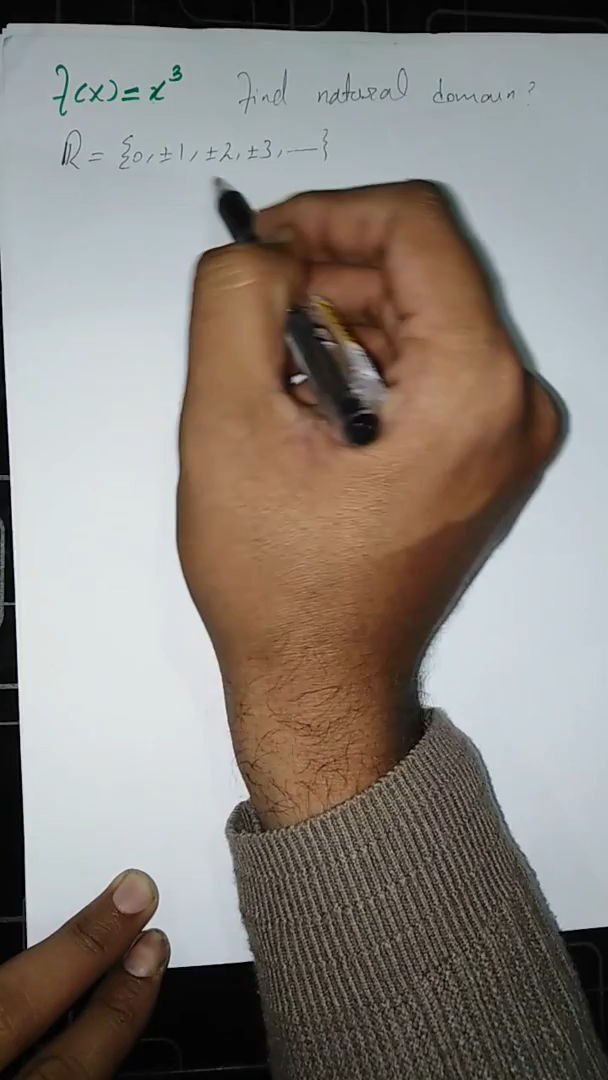 f(x)=x³ Find natural domain?
ℝ = {0, ±1, ±2, ±3, —}